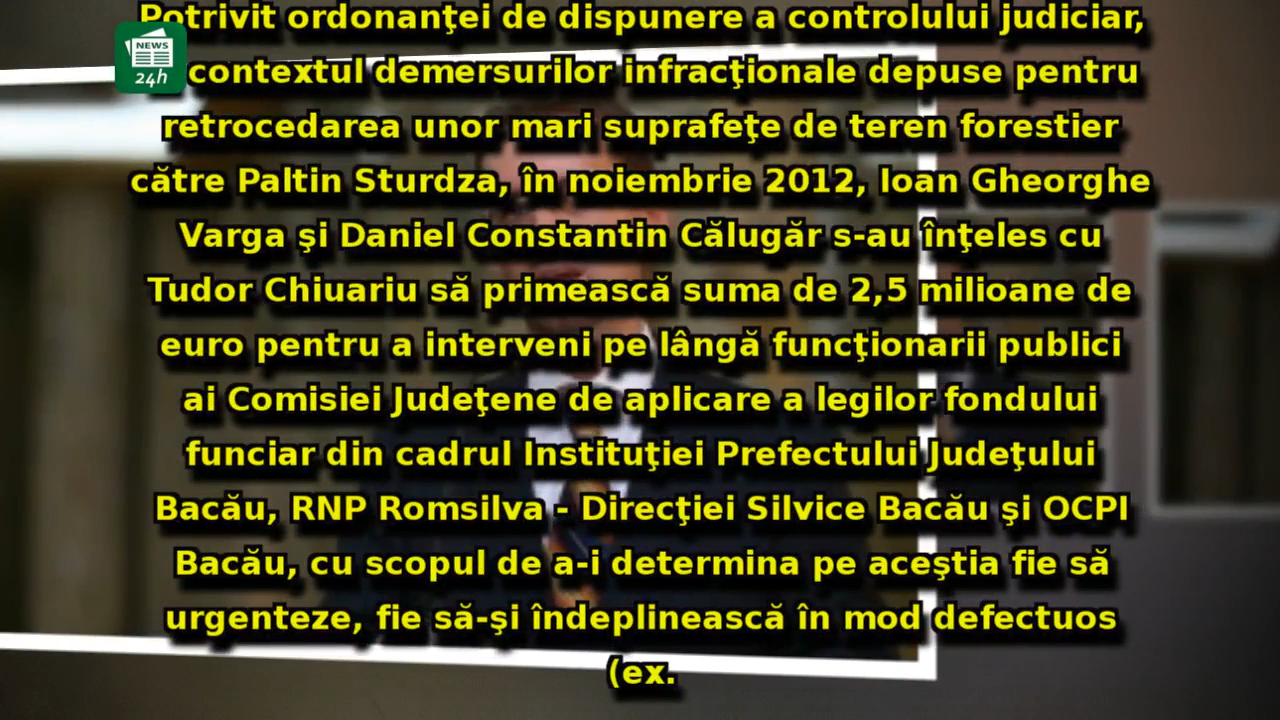 Potrivit ordonanţei de dispunere a controlului judiciar,
NEWS
24h
contextul demersurilor infracţionale depuse pentru
retrocedarea unor mari suprafeţe de teren forestier
către Paltin Sturdza, în noiembrie 2012, Ioan Gheorghe
Varga şi Daniel Constantin Călugăr s-au înţeles cu
Tudor Chiuariu să primească suma de 2,5 milioane de
euro pentru a interveni pe lângă funcţionarii publici
ai Comisiei Judeţene de aplicare a legilor fondului
funciar din cadrul Instituţiei Prefectului Judeţului
Bacău, RNP Romsilva - Direcţiei Silvice Bacău şi OCPI
Bacău, cu scopul de a-i determina pe aceştia fie să
urgenteze, fie să-şi îndeplinească în mod defectuos
(ex.